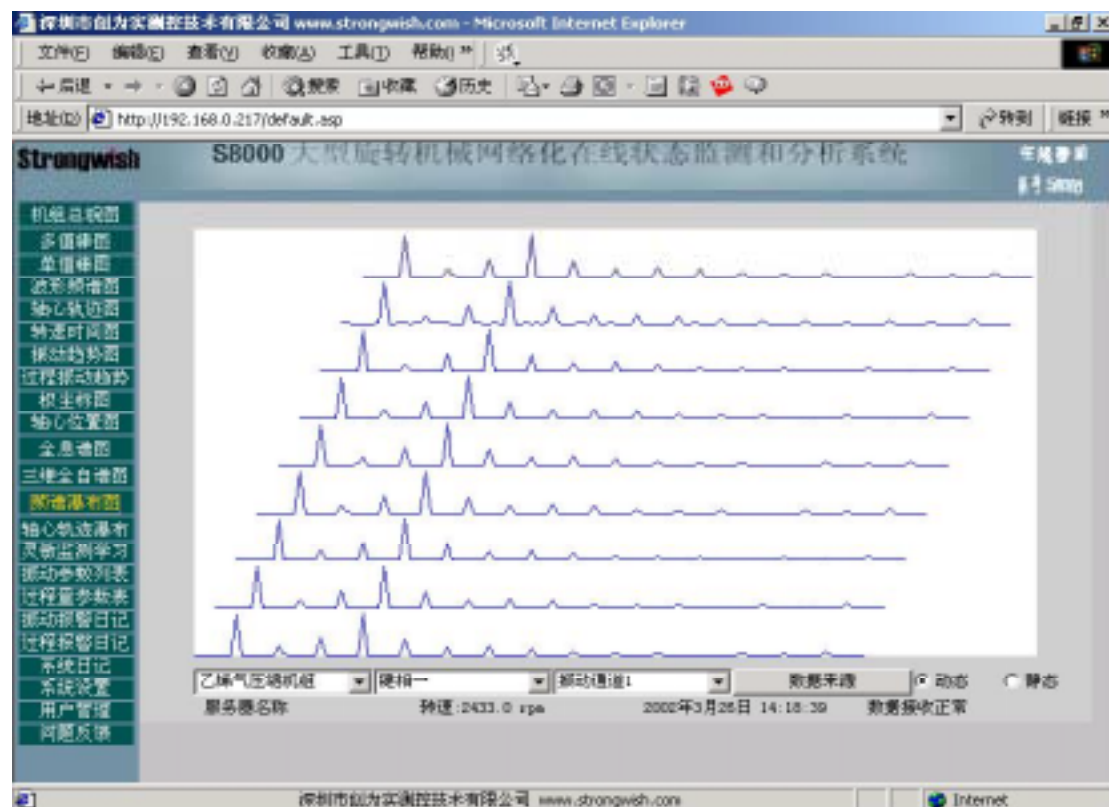 深圳市创为实测控技术有限公司 www.strongwish.com - Microsoft Internet Explorer
文件(F) 编辑(E) 查看(V) 收藏(A) 工具(T) 帮助() »
后退 搜索 收藏 历史
地址(D) http://192.168.0.217/default.asp 转到 链接 »
Strongwish S8000 大型旋转机械网络化在线状态监测和分析系统
机组总貌图
多值棒图
单值棒图
波形频谱图
轴心轨迹图
转速时间图
振动趋势图
过程振动趋势
极坐标图
轴心位置图
全息谱图
三维全息谱图
频谱瀑布图
轴心轨迹瀑布
灵敏监测学习
振动参数列表
过程量参数表
振动报警日记
过程报警日记
系统日记
系统设置
用户管理
问题反馈
乙烯气压缩机组 硬相一 振动通道1 数据来源 动态 静态
服务器名称 转速:2433.0 rpm 2002年3月26日 14:18:39 数据接收正常
深圳市创为实测控技术有限公司 www.strongwish.com Internet